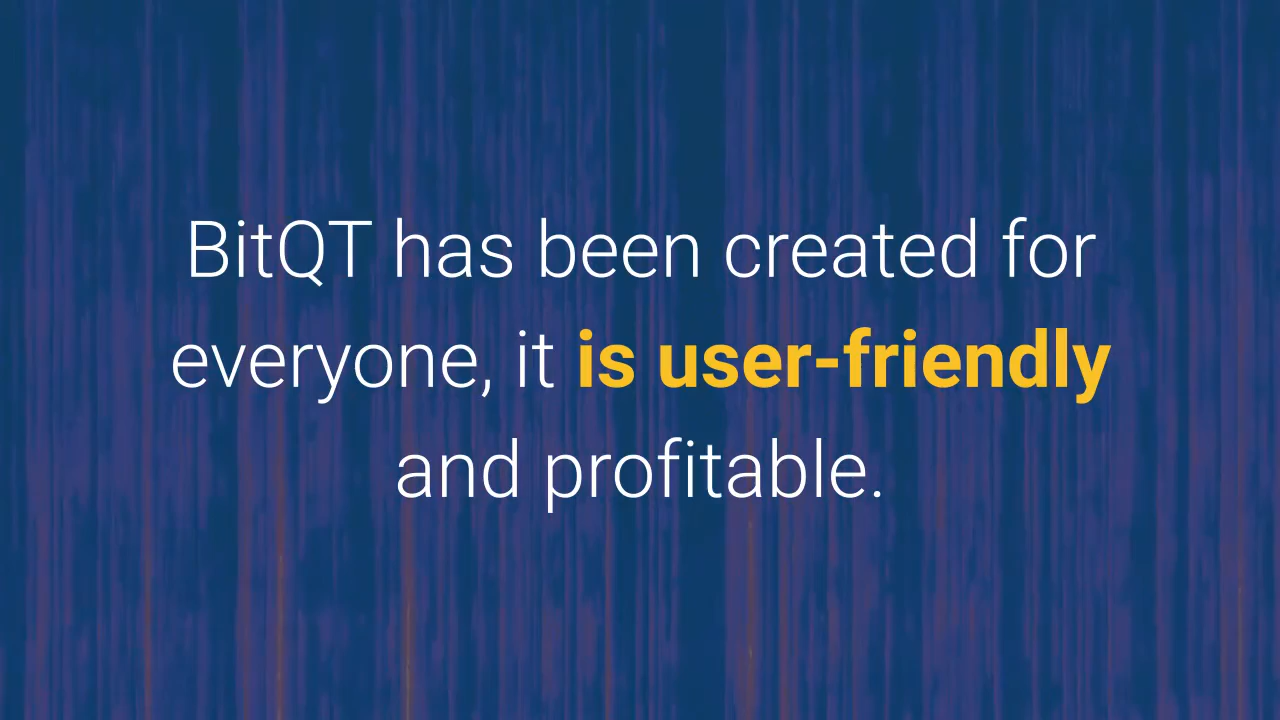 BitQT has been created for
everyone, it is user-friendly
and profitable.